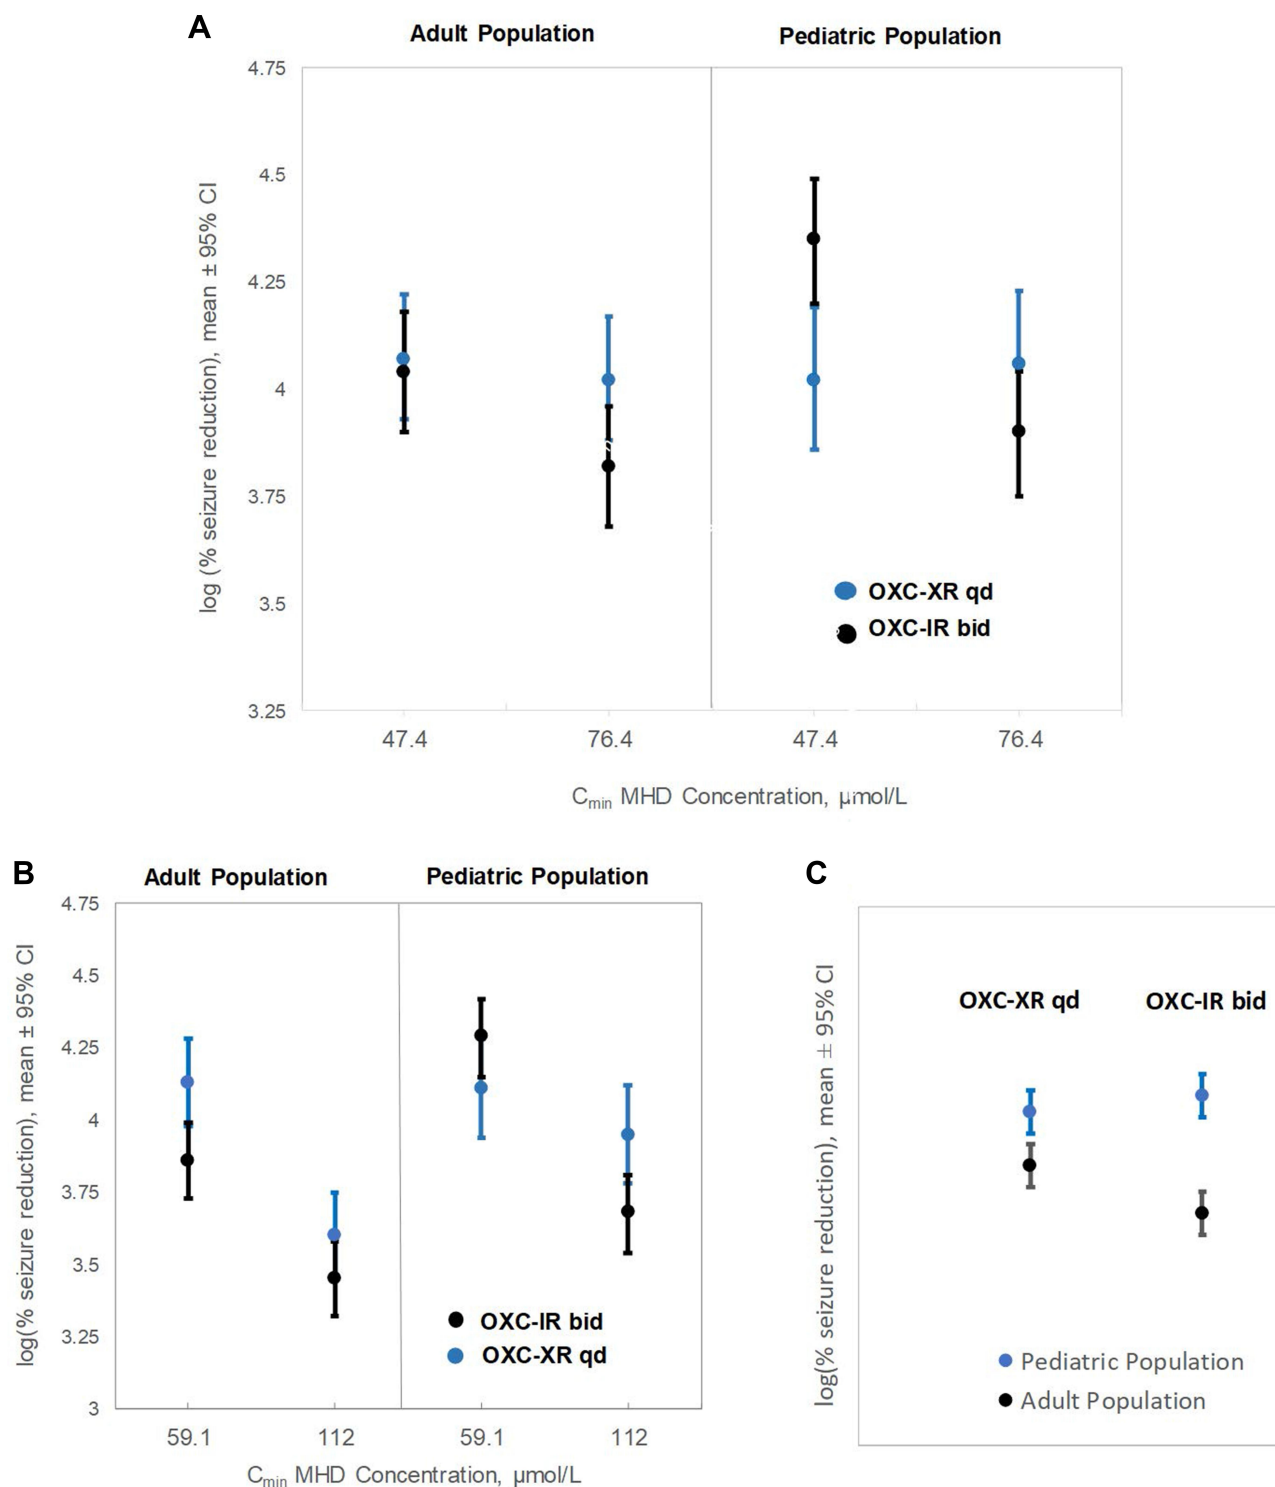 A
Adult Population
Pediatric Population
4.75
4.5
4.25
4
3.75
3.5
3.25
log (% seizure reduction), mean ± 95% CI
OXC-XR qd
OXC-IR bid
47.4
76.4
47.4
76.4
Cmin MHD Concentration, µmol/L
B
Adult Population
Pediatric Population
4.75
4.5
4.25
4
3.75
3.5
3.25
3
log(% seizure reduction), mean ± 95% CI
OXC-IR bid
OXC-XR qd
59.1
112
59.1
112
Cmin MHD Concentration, µmol/L
C
log(% seizure reduction), mean ± 95% CI
OXC-XR qd
OXC-IR bid
Pediatric Population
Adult Population